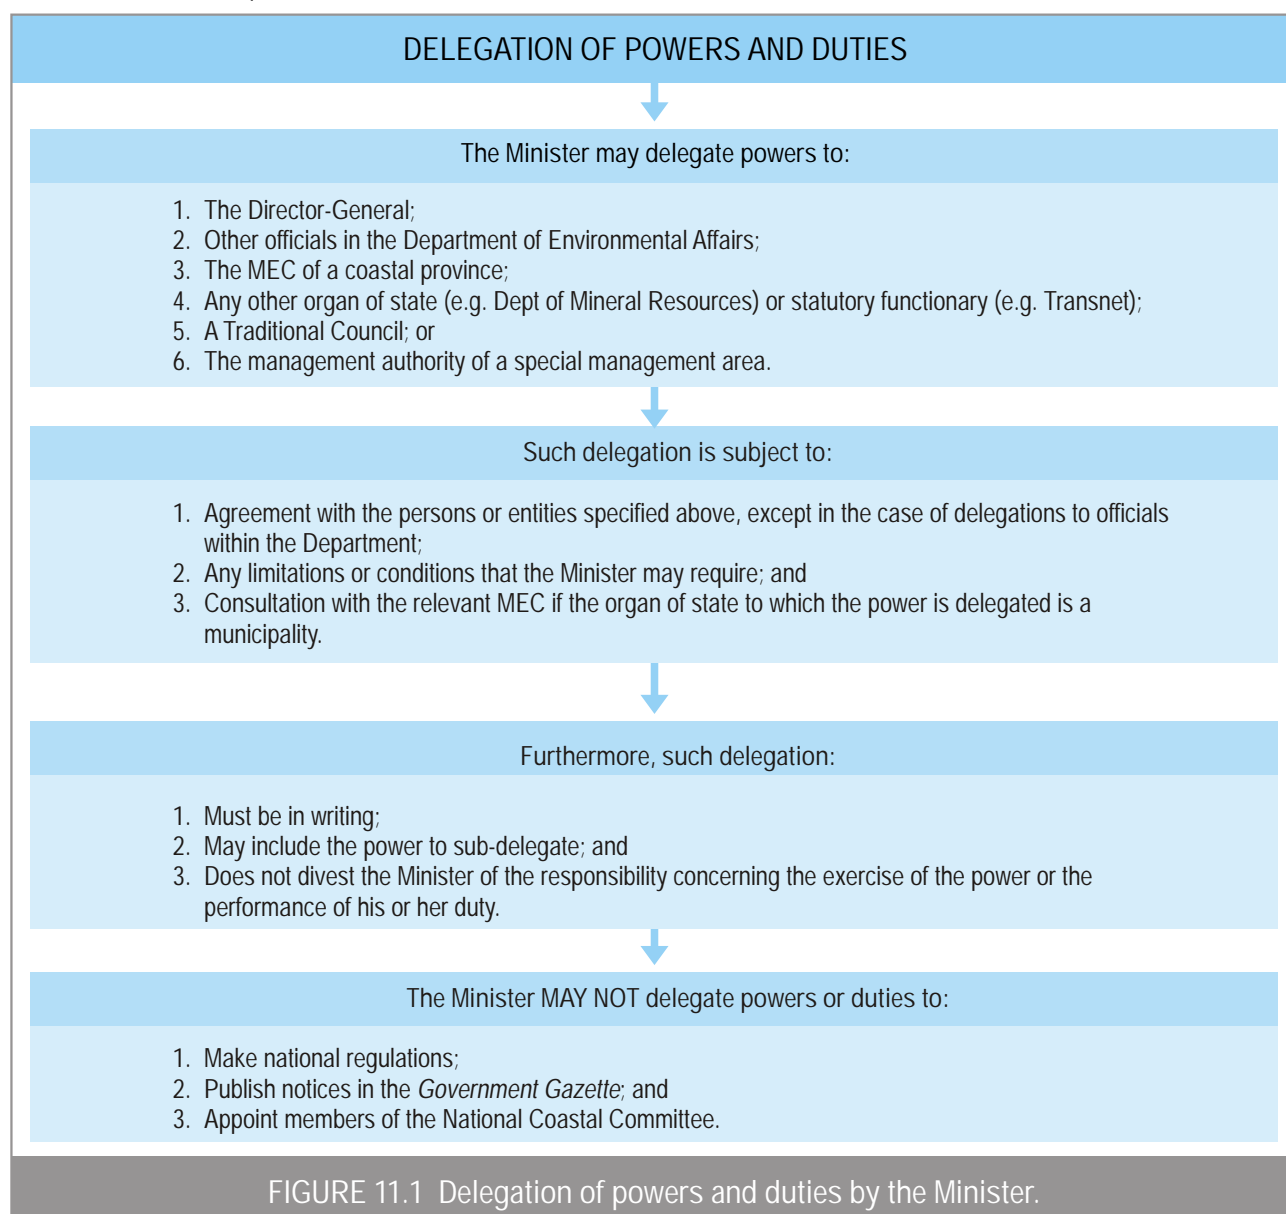 DELEGATION OF POWERS AND DUTIES
The Minister may delegate powers to:
1. The Director-General;
2. Other officials in the Department of Environmental Affairs;
3. The MEC of a coastal province;
4. Any other organ of state (e.g. Dept of Mineral Resources) or statutory functionary (e.g. Transnet);
5. A Traditional Council; or
6. The management authority of a special management area.
Such delegation is subject to:
1. Agreement with the persons or entities specified above, except in the case of delegations to officials
within the Department;
2. Any limitations or conditions that the Minister may require; and
3. Consultation with the relevant MEC if the organ of state to which the power is delegated is a
municipality.
Furthermore, such delegation:
1. Must be in writing;
2. May include the power to sub-delegate; and
3. Does not divest the Minister of the responsibility concerning the exercise of the power or the
performance of his or her duty.
The Minister MAY NOT delegate powers or duties to:
1. Make national regulations;
2. Publish notices in the Government Gazette; and
3. Appoint members of the National Coastal Committee.
FIGURE 11.1 Delegation of powers and duties by the Minister.